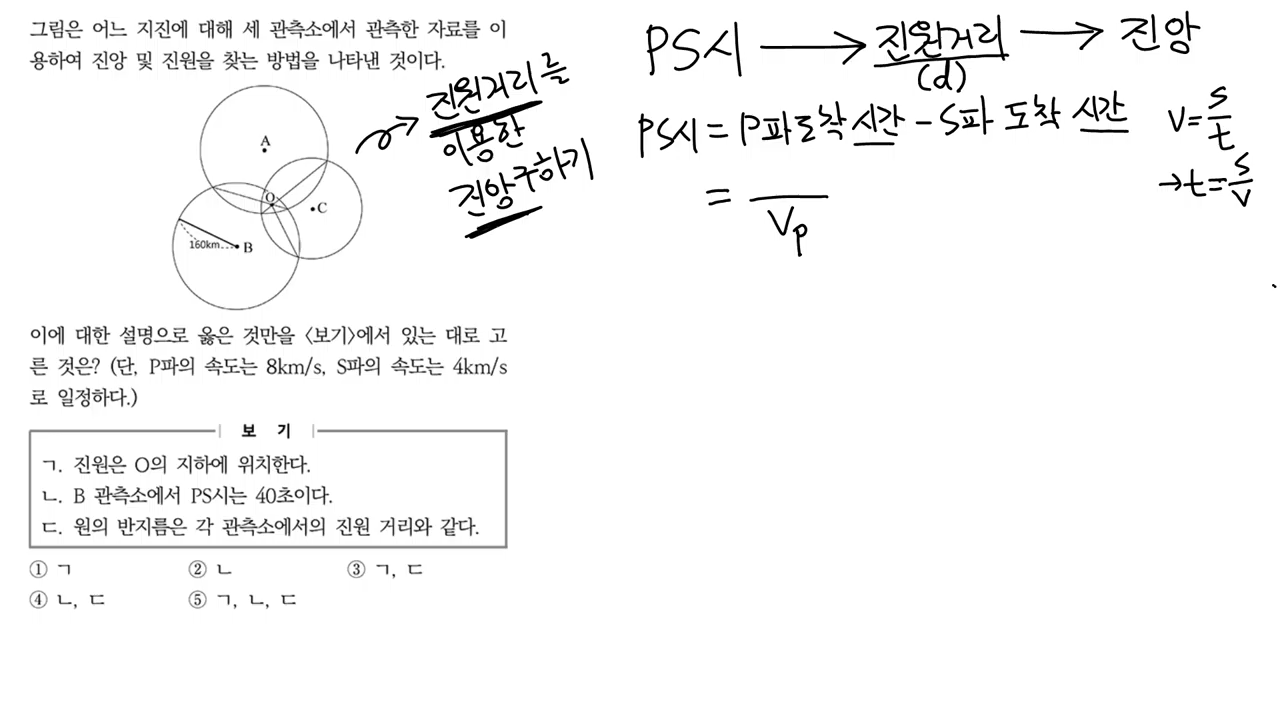 그림은 어느 지진에 대해 세 관측소에서 관측한 자료를 이
용하여 진앙 및 진원을 찾는 방법을 나타낸 것이다.
A
O
C
160km
B
진원거리를
이용한
진앙구하기
이에 대한 설명으로 옳은 것만을 〈보기〉에서 있는 대로 고
른 것은? (단, P파의 속도는 8km/s, S파의 속도는 4km/s
로 일정하다.)
보 기
ㄱ. 진원은 O의 지하에 위치한다.
ㄴ. B 관측소에서 PS시는 40초이다.
ㄷ. 원의 반지름은 각 관측소에서의 진원 거리와 같다.
① ㄱ ② ㄴ ③ ㄱ, ㄷ
④ ㄴ, ㄷ ⑤ ㄱ, ㄴ, ㄷ
PS시 → 진원거리 → 진앙
(d)
PS시 = P파도착 시간 - S파 도착 시간
V = s/t
→ t = s/V
= /Vp